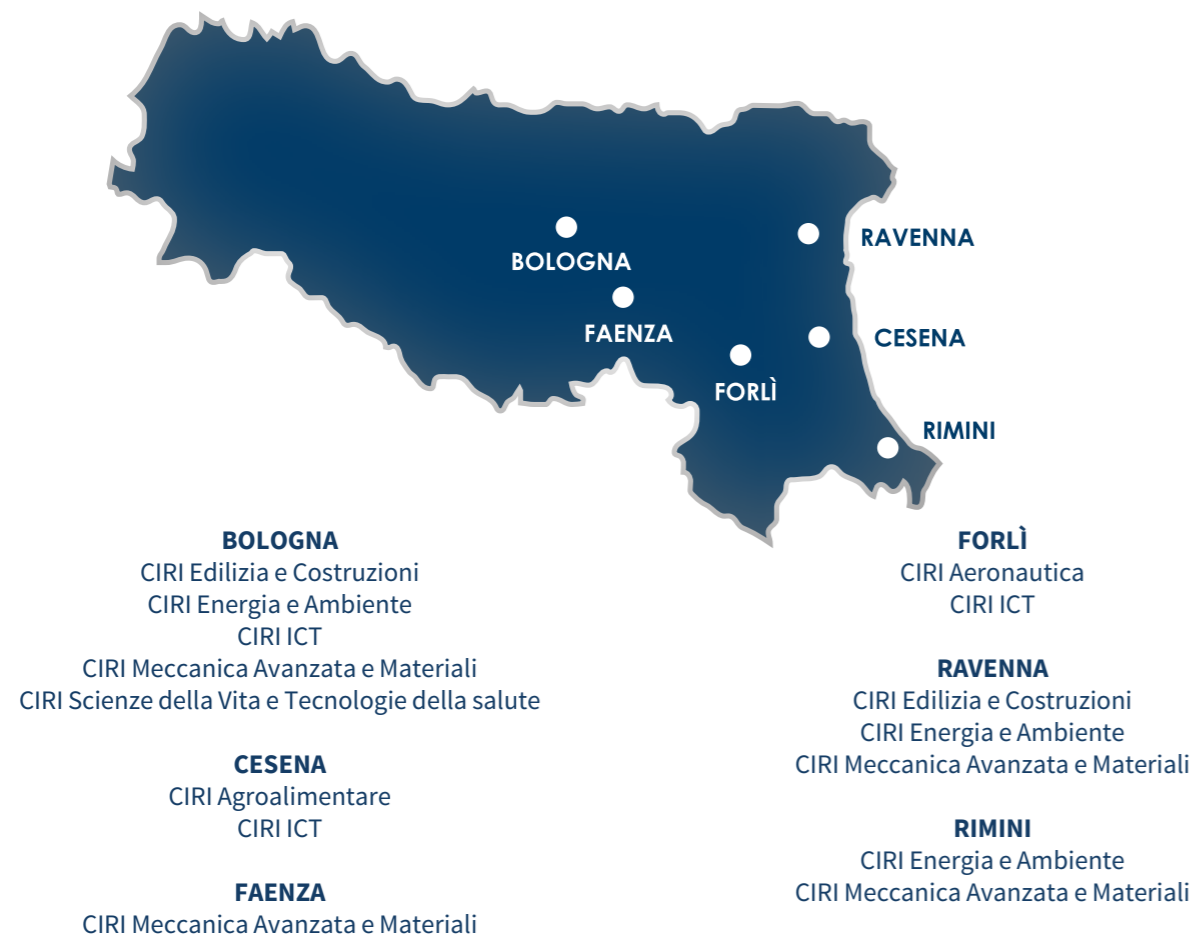 BOLOGNA
FAENZA
FORLÌ
RAVENNA
CESENA
RIMINI
BOLOGNA
CIRI Edilizia e Costruzioni
CIRI Energia e Ambiente
CIRI ICT
CIRI Meccanica Avanzata e Materiali
CIRI Scienze della Vita e Tecnologie della salute
CESENA
CIRI Agroalimentare
CIRI ICT
FAENZA
CIRI Meccanica Avanzata e Materiali
FORLÌ
CIRI Aeronautica
CIRI ICT
RAVENNA
CIRI Edilizia e Costruzioni
CIRI Energia e Ambiente
CIRI Meccanica Avanzata e Materiali
RIMINI
CIRI Energia e Ambiente
CIRI Meccanica Avanzata e Materiali